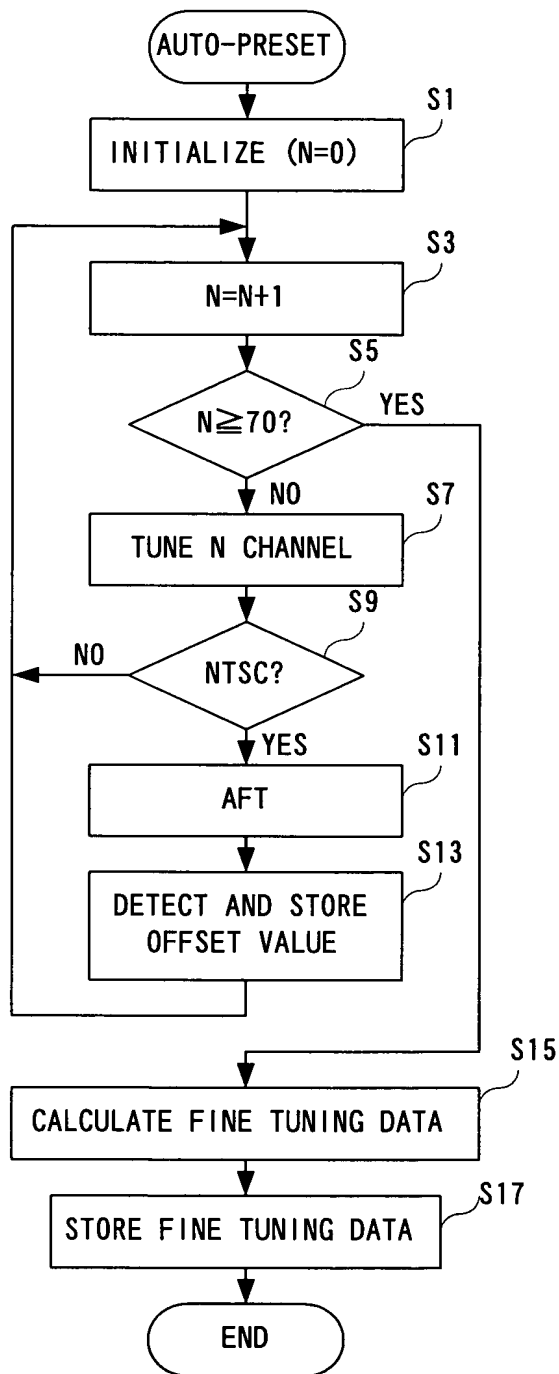 AUTO-PRESET
S1
INITIALIZE (N=0)
S3
N=N+1
S5
N≧70?
YES
NO
S7
TUNE N CHANNEL
S9
NO
NTSC?
YES
S11
AFT
S13
DETECT AND STORE
OFFSET VALUE
S15
CALCULATE FINE TUNING DATA
S17
STORE FINE TUNING DATA
END